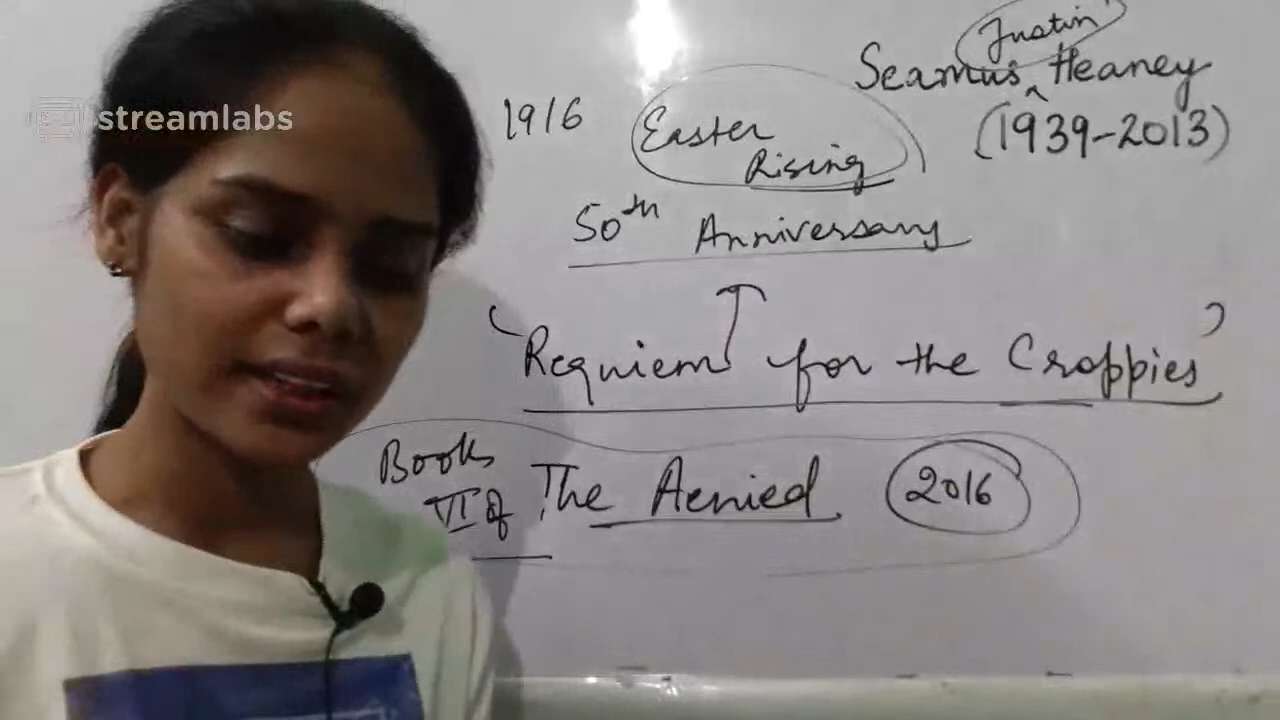 streamlabs
Justin
Seamus ^ Heaney
(1939-2013)
1916 Easter
Rising
50th Anniversary
'Requiem for the Croppies'
Books
VI of The Aenied 2016